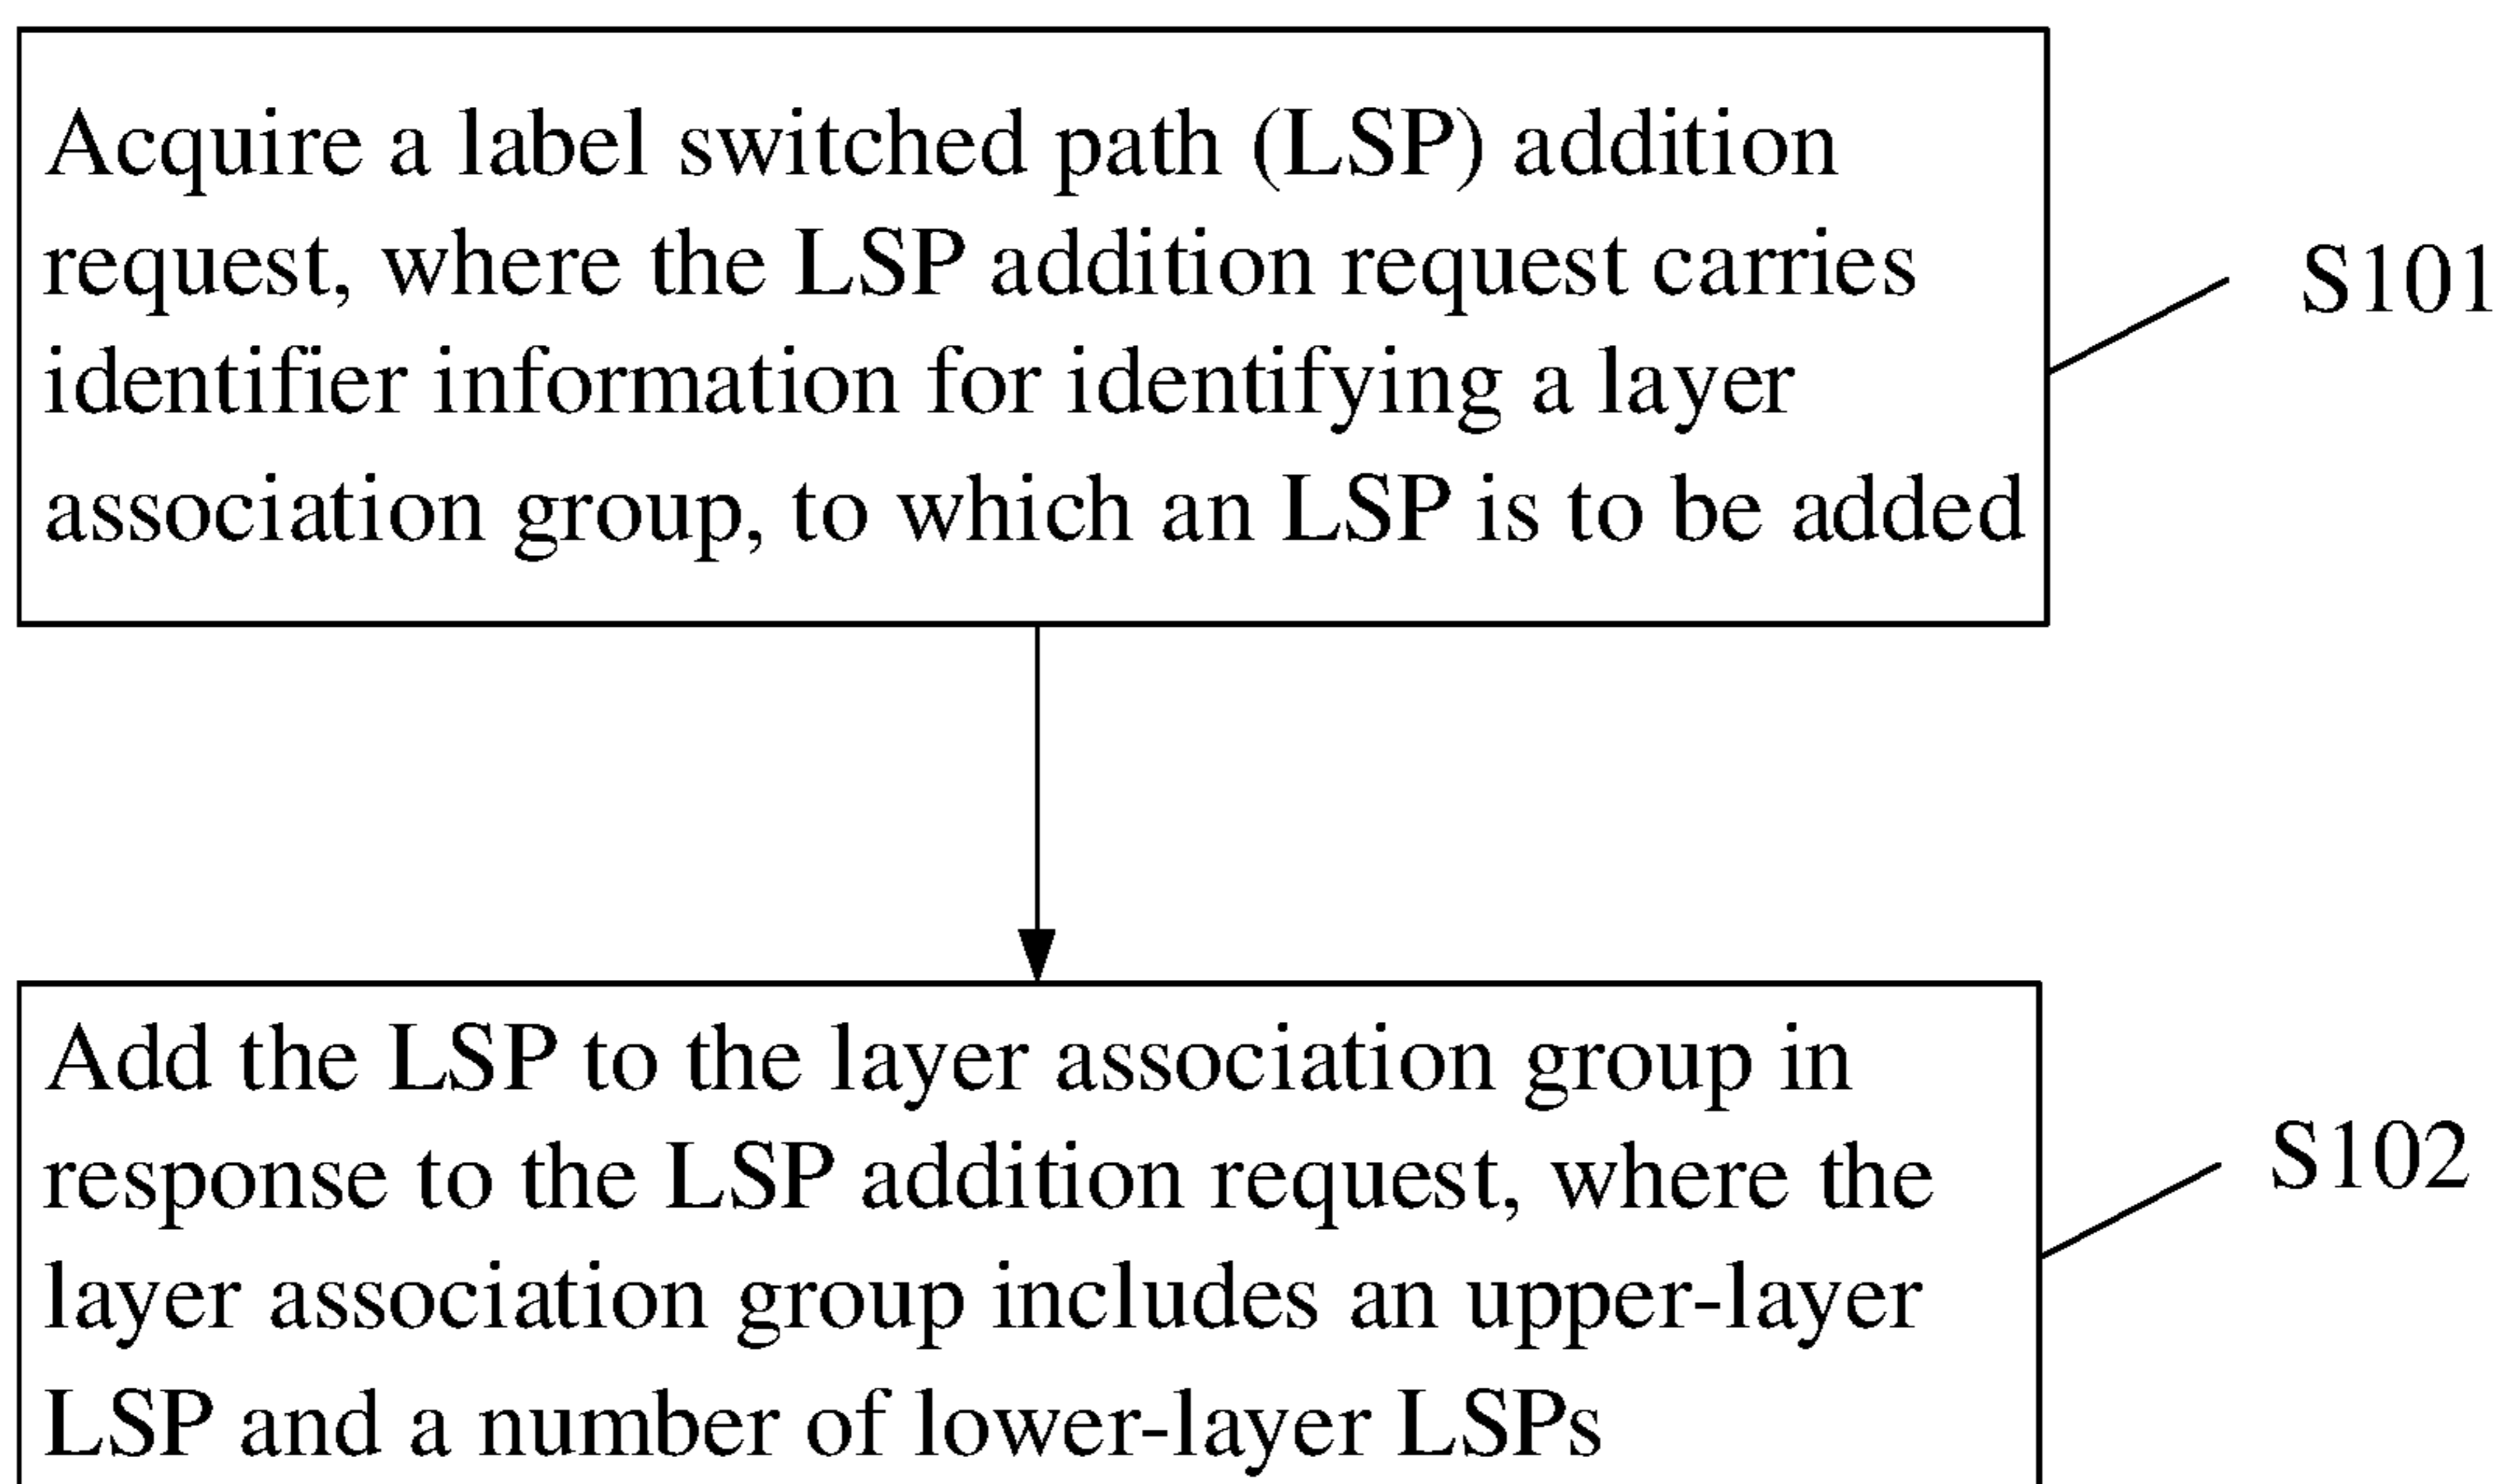 Acquire a label switched path (LSP) addition
request, where the LSP addition request carries
identifier information for identifying a layer
association group, to which an LSP is to be added
S101
Add the LSP to the layer association group in
response to the LSP addition request, where the
layer association group includes an upper-layer
LSP and a number of lower-layer LSPs
S102